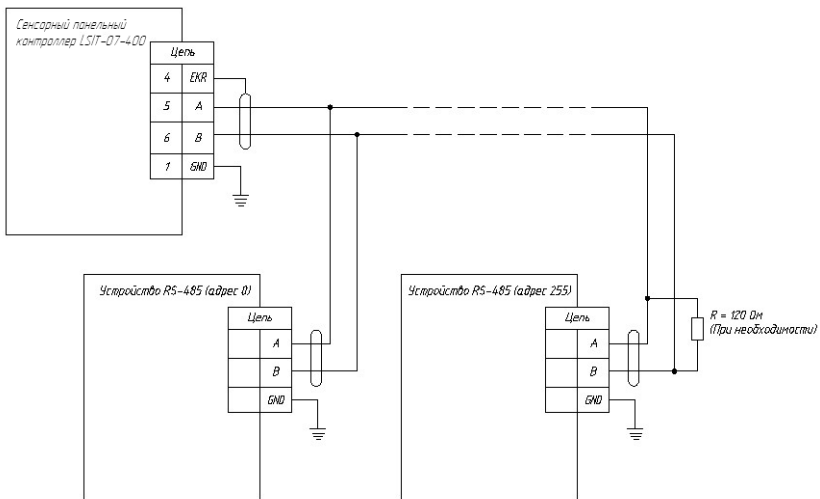 Сенсорный панельный
контроллер LSIT-07-400
Цепь
4 EKR
5 A
6 B
1 GND
Устройство RS-485 (адрес 0)
Цепь
A
B
GND
Устройство RS-485 (адрес 255)
Цепь
A
B
GND
R = 120 Ом
(При необходимости)